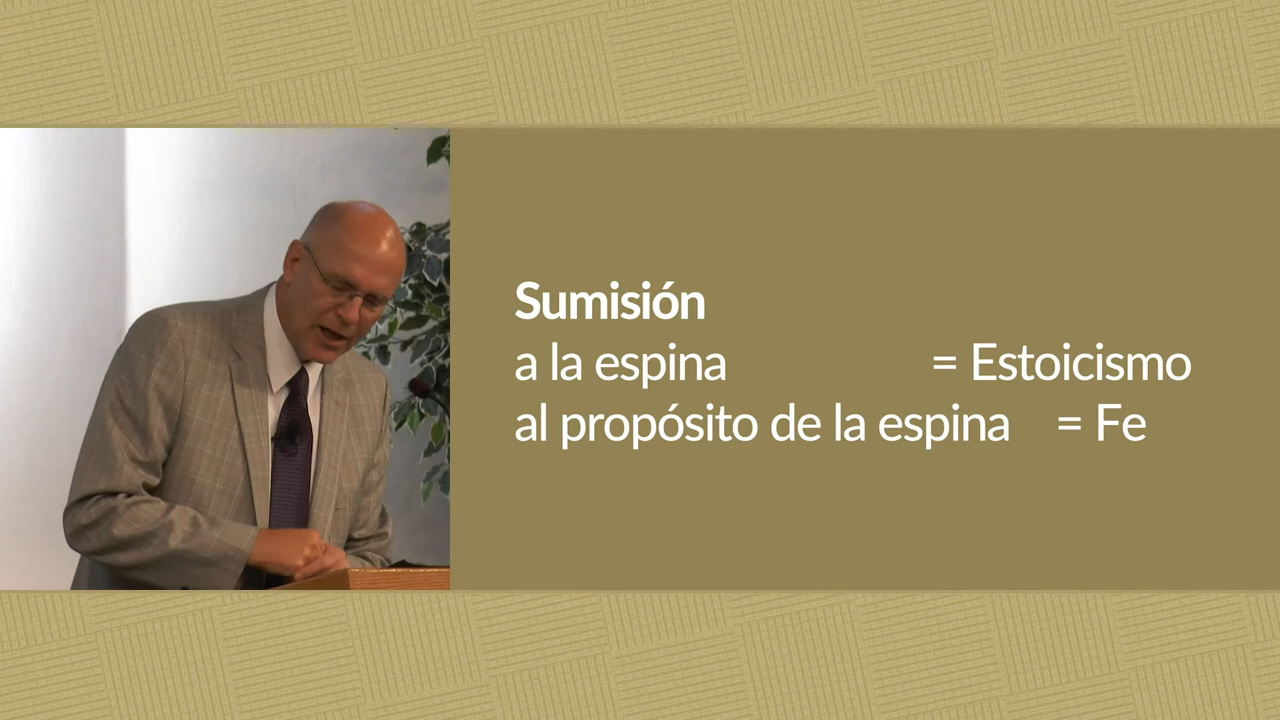 Sumisión
a la espina = Estoicismo
al propósito de la espina = Fe